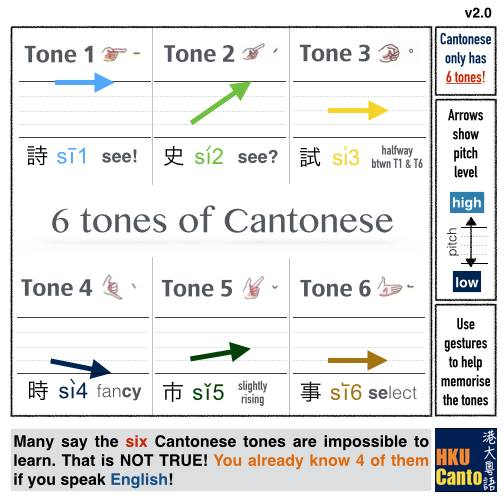 v2.0
Tone 1
Tone 2
Tone 3
詩 sī1 see!
史 sí2 see?
試 si3 halfway
btwn T1 & T6
6 tones of Cantonese
Tone 4
Tone 5
Tone 6
時 sì4 fancy
市 sǐ5 slightly
rising
事 sī6 select
Cantonese
only has
6 tones!
Arrows
show
pitch
level
high
pitch
low
Use
gestures
to help
memorise
the tones
Many say the six Cantonese tones are impossible to
learn. That is NOT TRUE! You already know 4 of them
if you speak English!
HKU
Canto
港大粵語